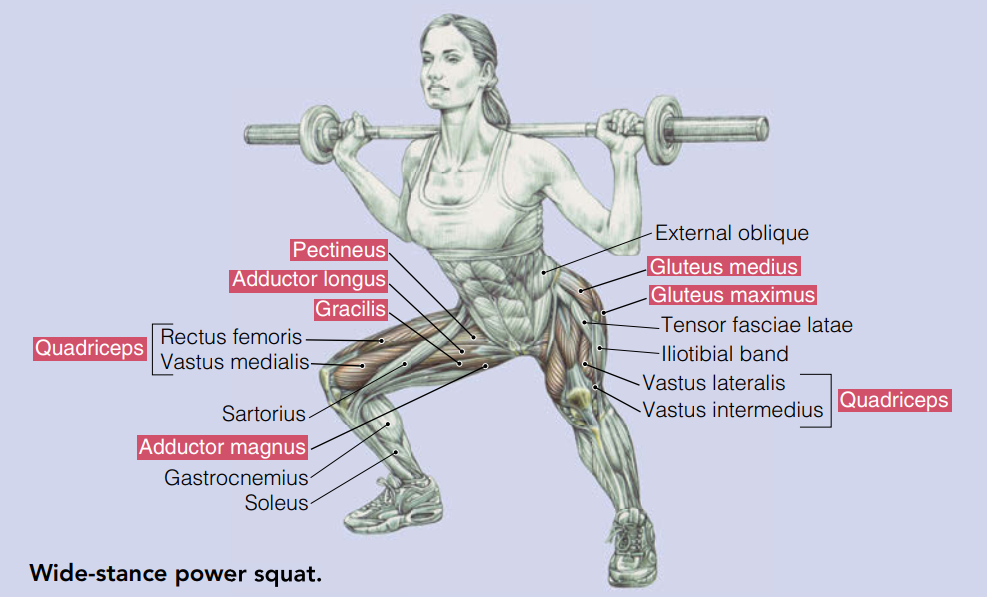 Pectineus
Adductor longus
Gracilis
Quadriceps
Rectus femoris
Vastus medialis
Sartorius
Adductor magnus
Gastrocnemius
Soleus
External oblique
Gluteus medius
Gluteus maximus
Tensor fasciae latae
Iliotibial band
Vastus lateralis
Vastus intermedius
Quadriceps
Wide-stance power squat.